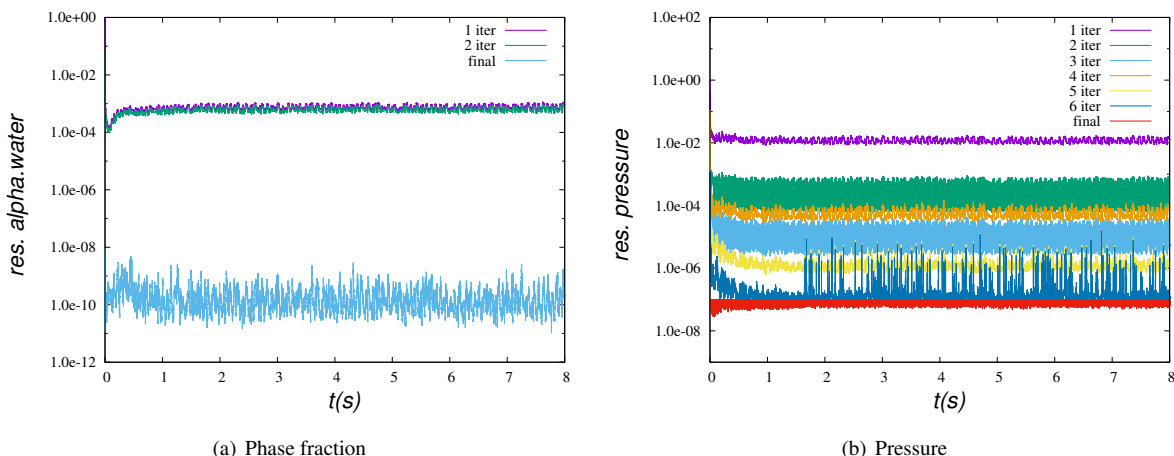 1.0e+00
1.0e-02
1.0e-04
1.0e-06
1.0e-08
1.0e-10
1.0e-12
res. alpha.water
1 iter
2 iter
final
0 1 2 3 4 5 6 7 8
t(s)
(a) Phase fraction
1.0e+02
1.0e+00
1.0e-02
1.0e-04
1.0e-06
1.0e-08
res. pressure
1 iter
2 iter
3 iter
4 iter
5 iter
6 iter
final
0 1 2 3 4 5 6 7 8
t(s)
(b) Pressure